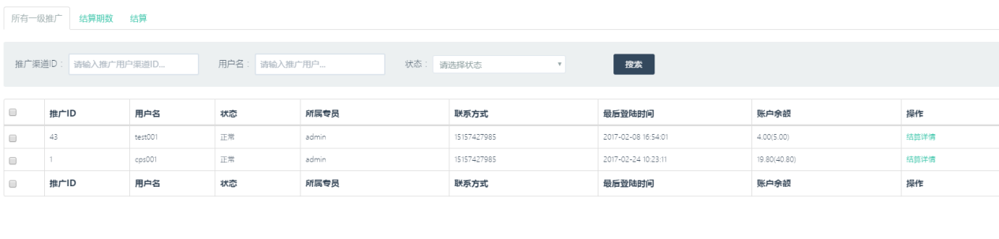 所有一级推广 结算期数 结算
推广渠道ID： 请输入推广用户渠道ID... 用户名： 请输入推广用户... 状态： 请选择状态 搜索
推广ID 用户名 状态 所属专员 联系方式 最后登陆时间 账户余额 操作
43 test001 正常 admin 15157427985 2017-02-08 16:54:01 4.00(5.00) 结算详情
1 cps001 正常 admin 15157427985 2017-02-24 10:23:11 19.80(40.80) 结算详情
推广ID 用户名 状态 所属专员 联系方式 最后登陆时间 账户余额 操作